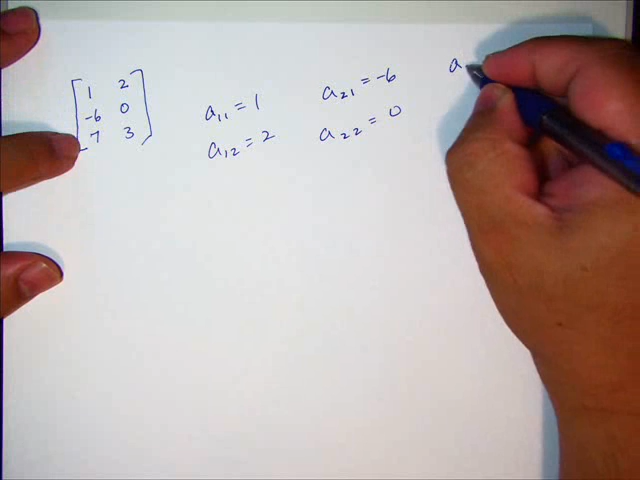 1 2
-6 0
7 3
a11 = 1
a12 = 2
a21 = -6
a22 = 0
a